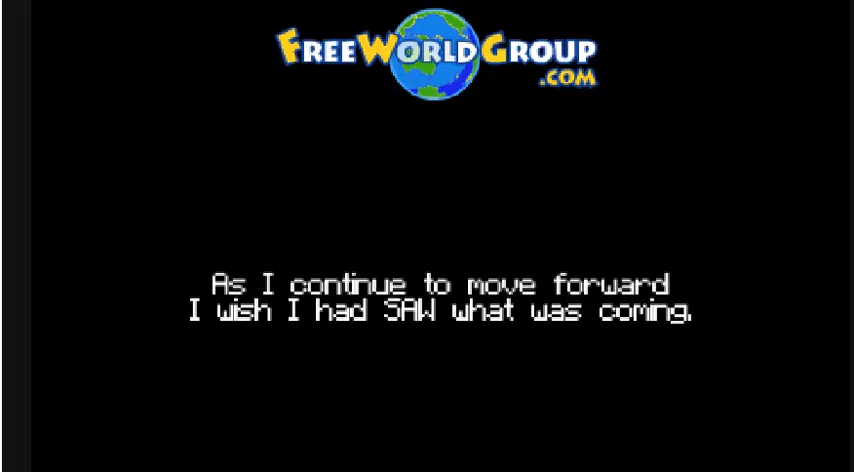 FREEWORLDGROUP
.COM
As I continue to move forward
I wish I had SAW what was coming.